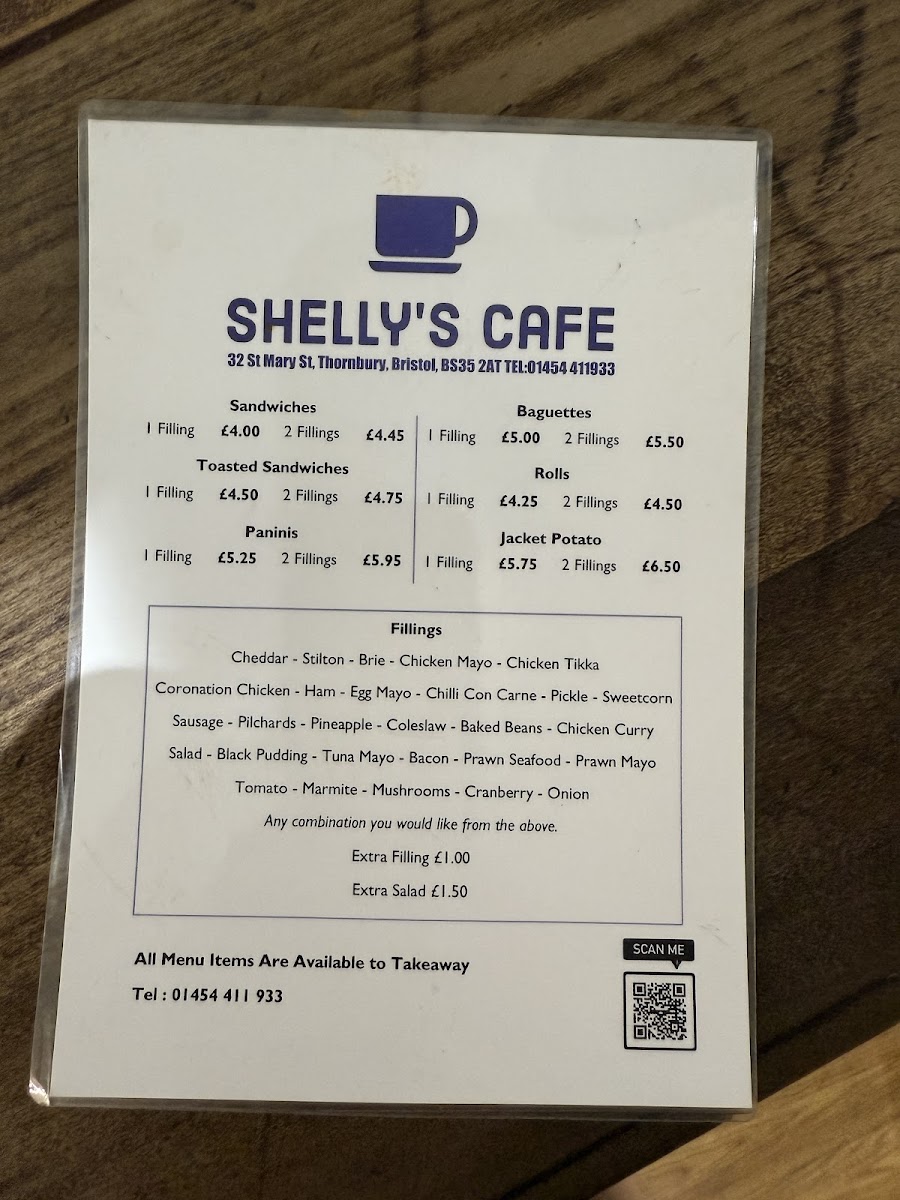 SHELLY'S CAFE
32 St Mary St, Thornbury, Bristol, BS35 2AT TEL:01454 411933
Sandwiches
1 Filling £4.00 2 Fillings £4.45
Toasted Sandwiches
1 Filling £4.50 2 Fillings £4.75
Paninis
1 Filling £5.25 2 Fillings £5.95
Baguettes
1 Filling £5.00 2 Fillings £5.50
Rolls
1 Filling £4.25 2 Fillings £4.50
Jacket Potato
1 Filling £5.75 2 Fillings £6.50
Fillings
Cheddar - Stilton - Brie - Chicken Mayo - Chicken Tikka
Coronation Chicken - Ham - Egg Mayo - Chilli Con Carne - Pickle - Sweetcorn
Sausage - Pilchards - Pineapple - Coleslaw - Baked Beans - Chicken Curry
Salad - Black Pudding - Tuna Mayo - Bacon - Prawn Seafood - Prawn Mayo
Tomato - Marmite - Mushrooms - Cranberry - Onion
Any combination you would like from the above.
Extra Filling £1.00
Extra Salad £1.50
All Menu Items Are Available to Takeaway
Tel : 01454 411 933
SCAN ME